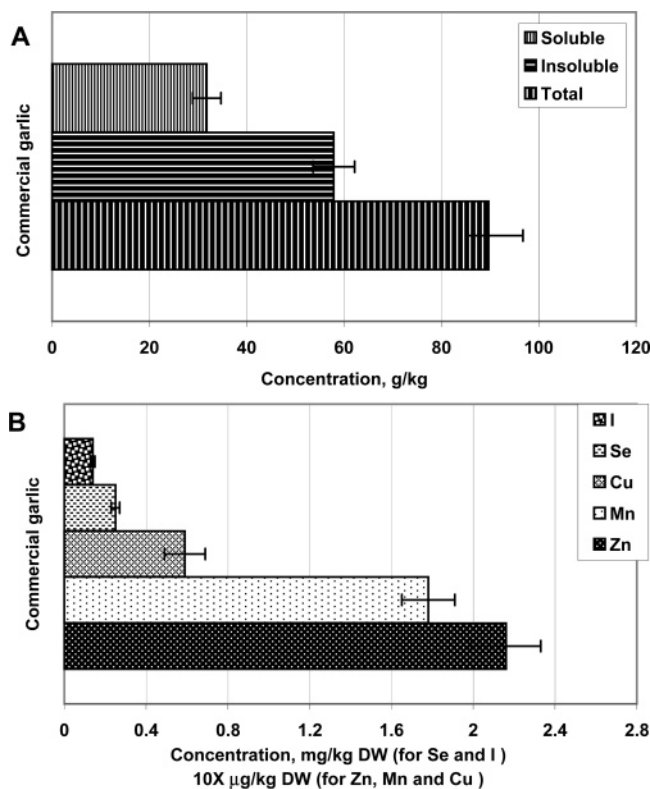 A
Soluble
Insoluble
Total
Commercial garlic
0 20 40 60 80 100 120
Concentration, g/kg
B
I
Se
Cu
Mn
Zn
Commercial garlic
0 0.4 0.8 1.2 1.6 2 2.4 2.8
Concentration, mg/kg DW (for Se and I )
10X μg/kg DW (for Zn, Mn and Cu )